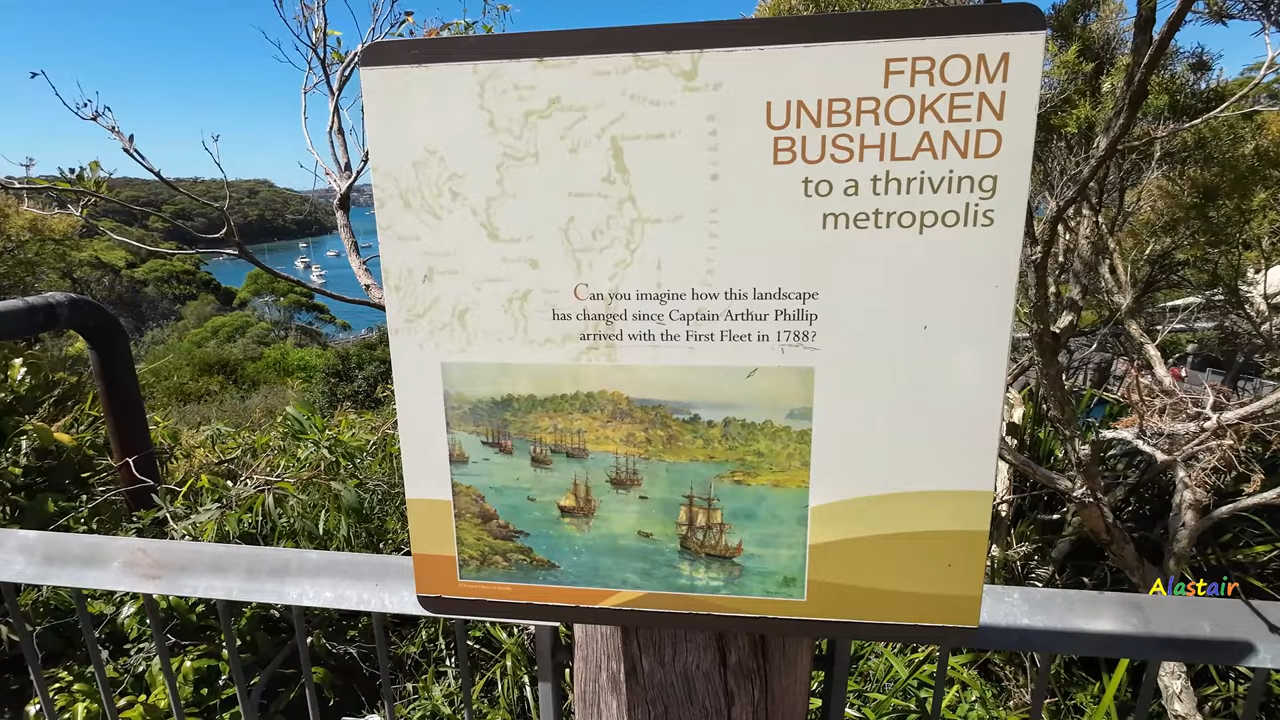 FROM
UNBROKEN
BUSHLAND
to a thriving
metropolis
Can you imagine how this landscape
has changed since Captain Arthur Phillip
arrived with the First Fleet in 1788?
Alastair